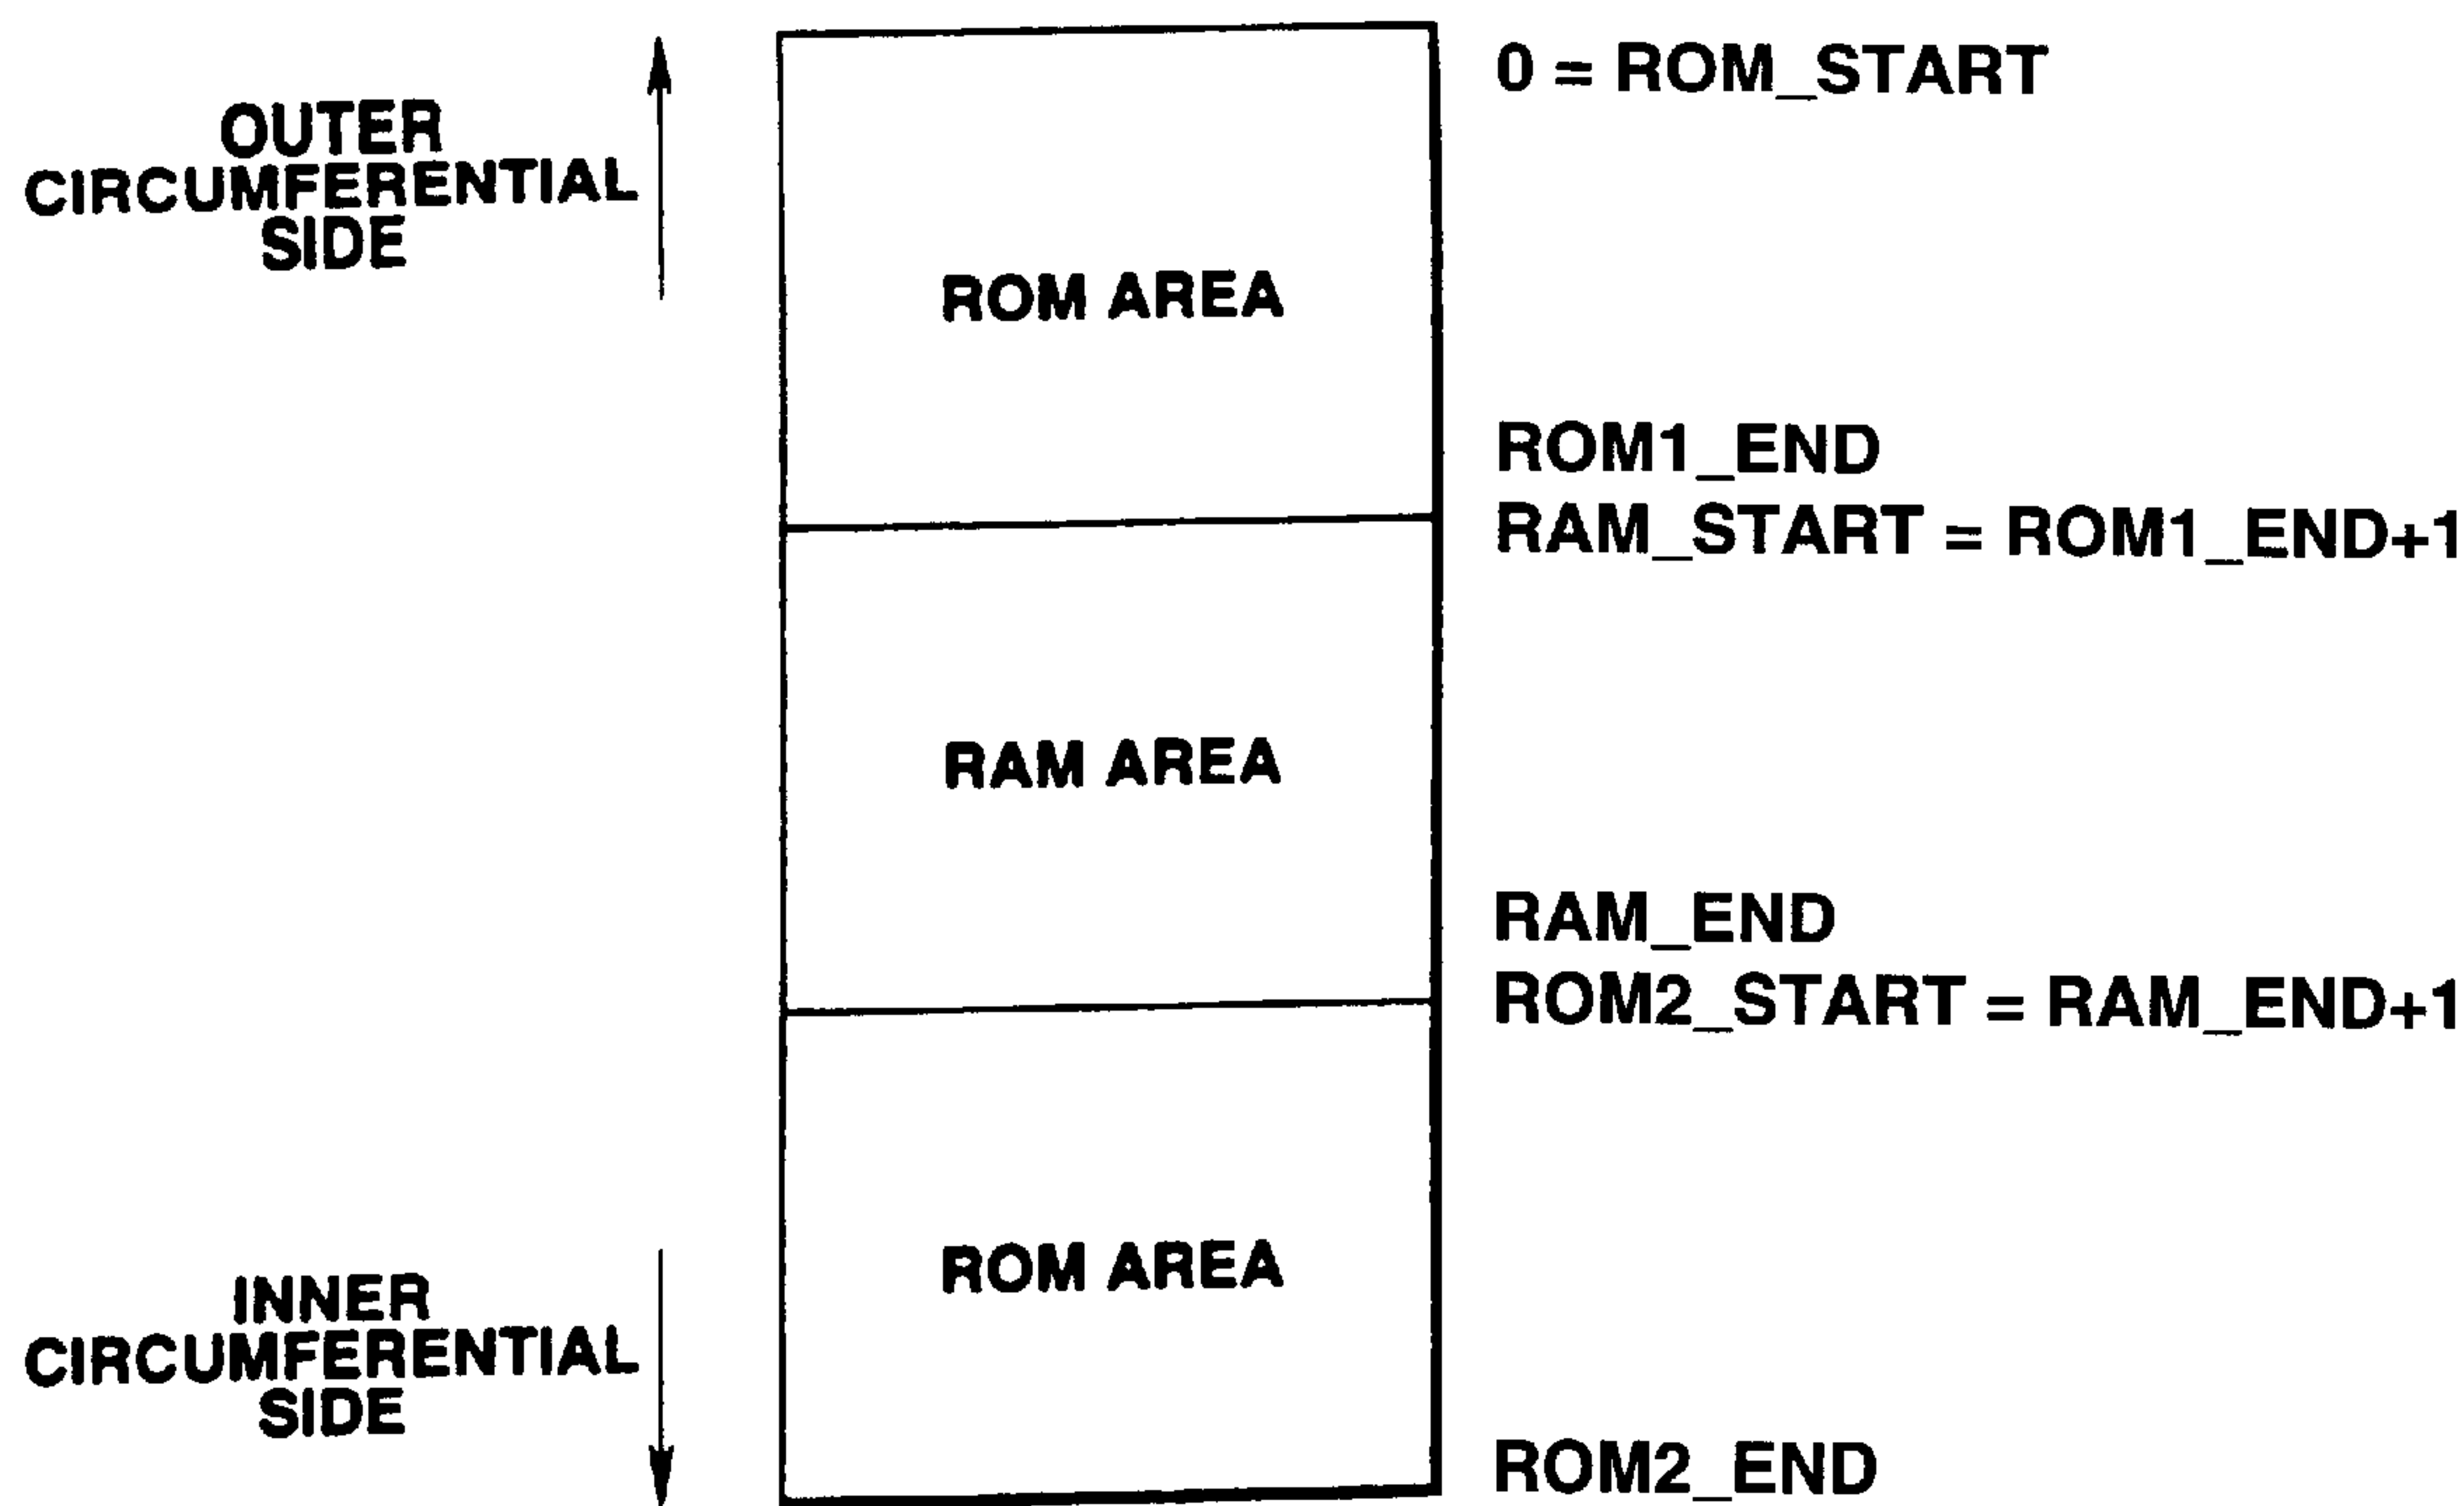 0 = ROM_START
OUTER
CIRCUMFERENTIAL
SIDE
ROM AREA
ROM1_END
RAM_START = ROM1_END+1
RAM AREA
RAM_END
ROM2_START = RAM_END+1
ROM AREA
INNER
CIRCUMFERENTIAL
SIDE
ROM2_END